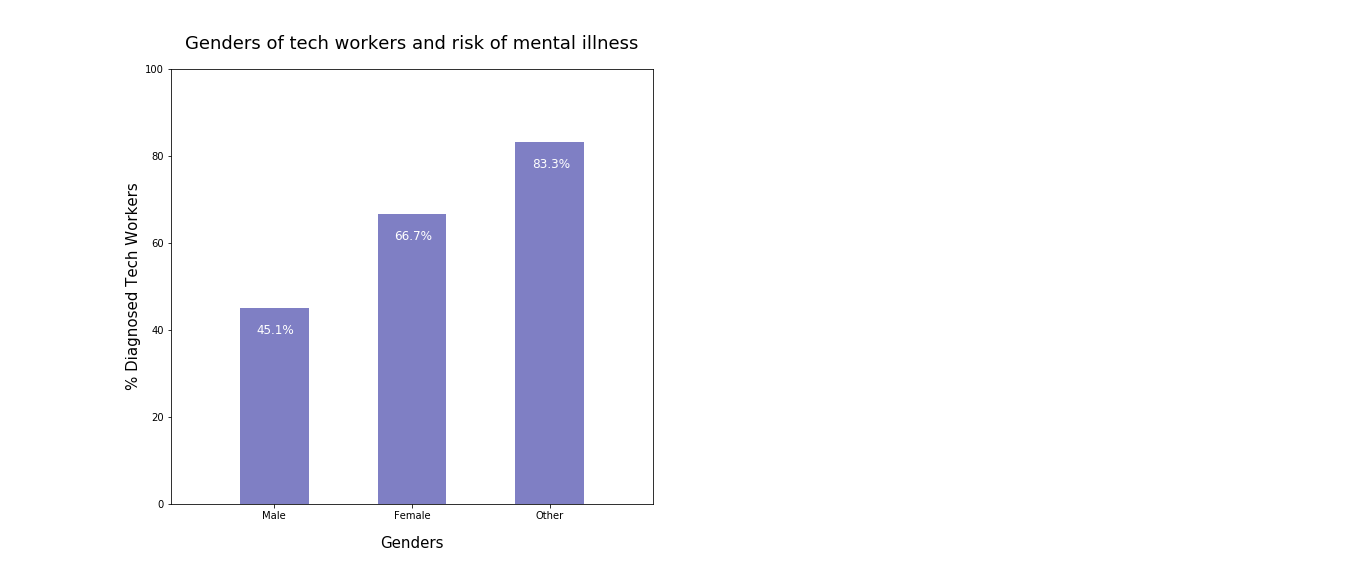 Genders of tech workers and risk of mental illness
100
80
60
40
20
0
% Diagnosed Tech Workers
45.1%
66.7%
83.3%
Male
Female
Other
Genders